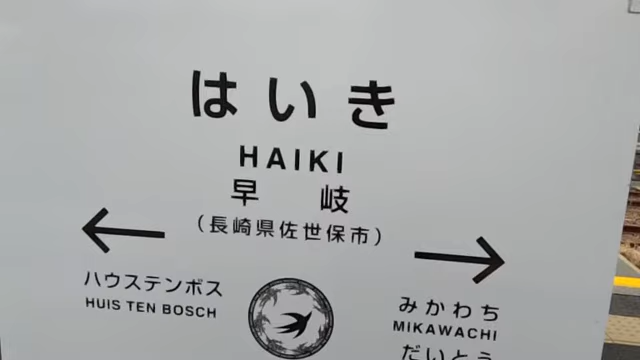 はいき
HAIKI
早岐
(長崎県佐世保市)
ハウステンボス
HUIS TEN BOSCH
みかわち
MIKAWACHI
だいとう